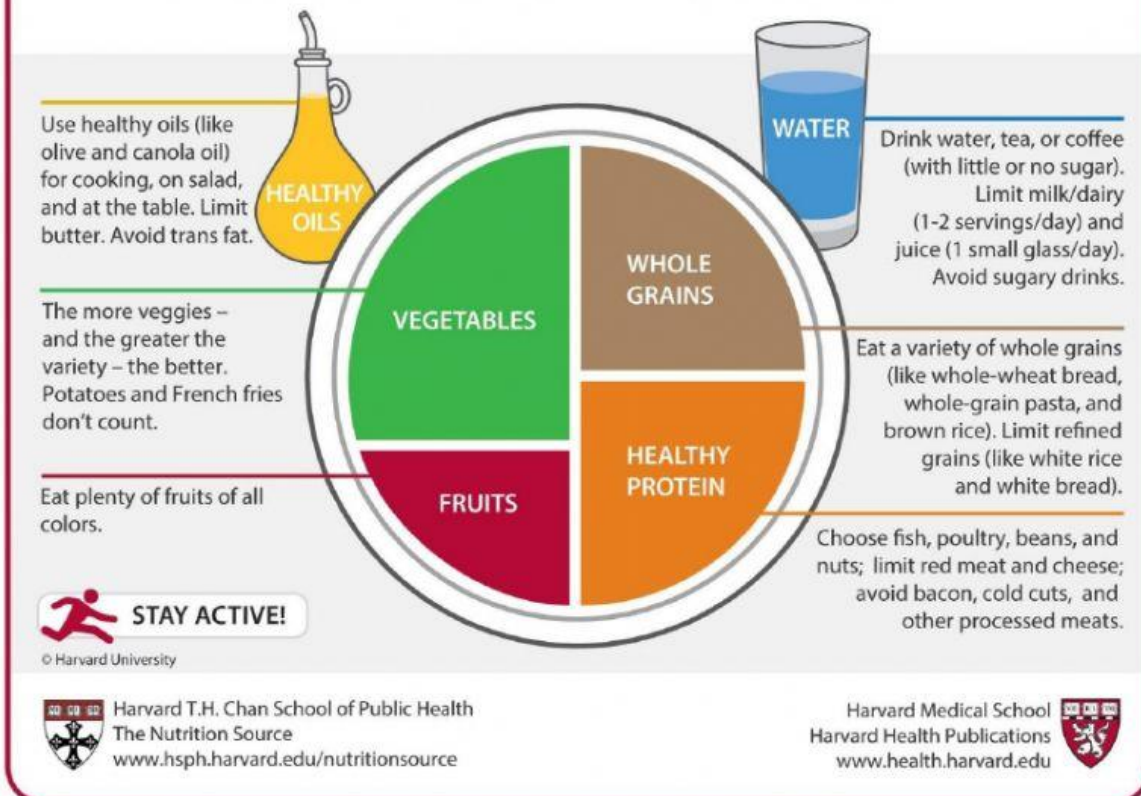 Use healthy oils (like
olive and canola oil)
for cooking, on salad,
and at the table. Limit
butter. Avoid trans fat.
HEALTHY
OILS
The more veggies –
and the greater the
variety – the better.
Potatoes and French fries
don't count.
Eat plenty of fruits of all
colors.
STAY ACTIVE!
© Harvard University
VEGETABLES
FRUITS
WHOLE
GRAINS
HEALTHY
PROTEIN
WATER
Drink water, tea, or coffee
(with little or no sugar).
Limit milk/dairy
(1-2 servings/day) and
juice (1 small glass/day).
Avoid sugary drinks.
Eat a variety of whole grains
(like whole-wheat bread,
whole-grain pasta, and
brown rice). Limit refined
grains (like white rice
and white bread).
Choose fish, poultry, beans, and
nuts; limit red meat and cheese;
avoid bacon, cold cuts, and
other processed meats.
Harvard T.H. Chan School of Public Health
The Nutrition Source
www.hsph.harvard.edu/nutritionsource
Harvard Medical School
Harvard Health Publications
www.health.harvard.edu